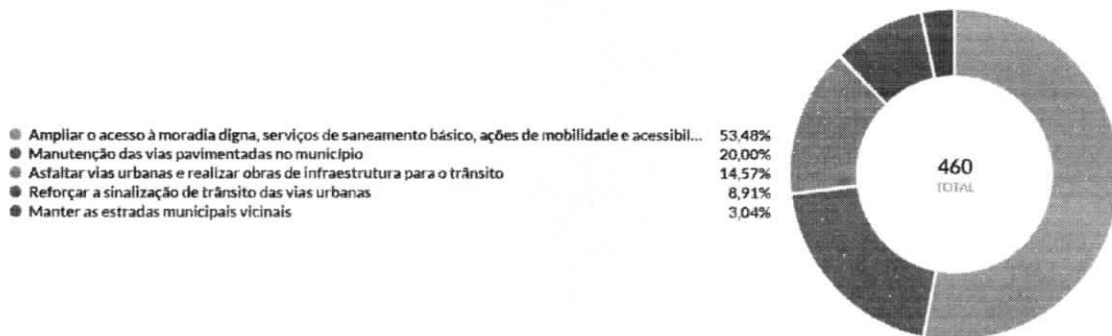 Ampliar o acesso à moradia digna, serviços de saneamento básico, ações de mobilidade e acessibil... 53,48%
Manutenção das vias pavimentadas no município 20,00%
Asfaltar vias urbanas e realizar obras de infraestrutura para o trânsito 14,57%
Reforçar a sinalização de trânsito das vias urbanas 8,91%
Manter as estradas municipais vicinais 3,04%
460
TOTAL